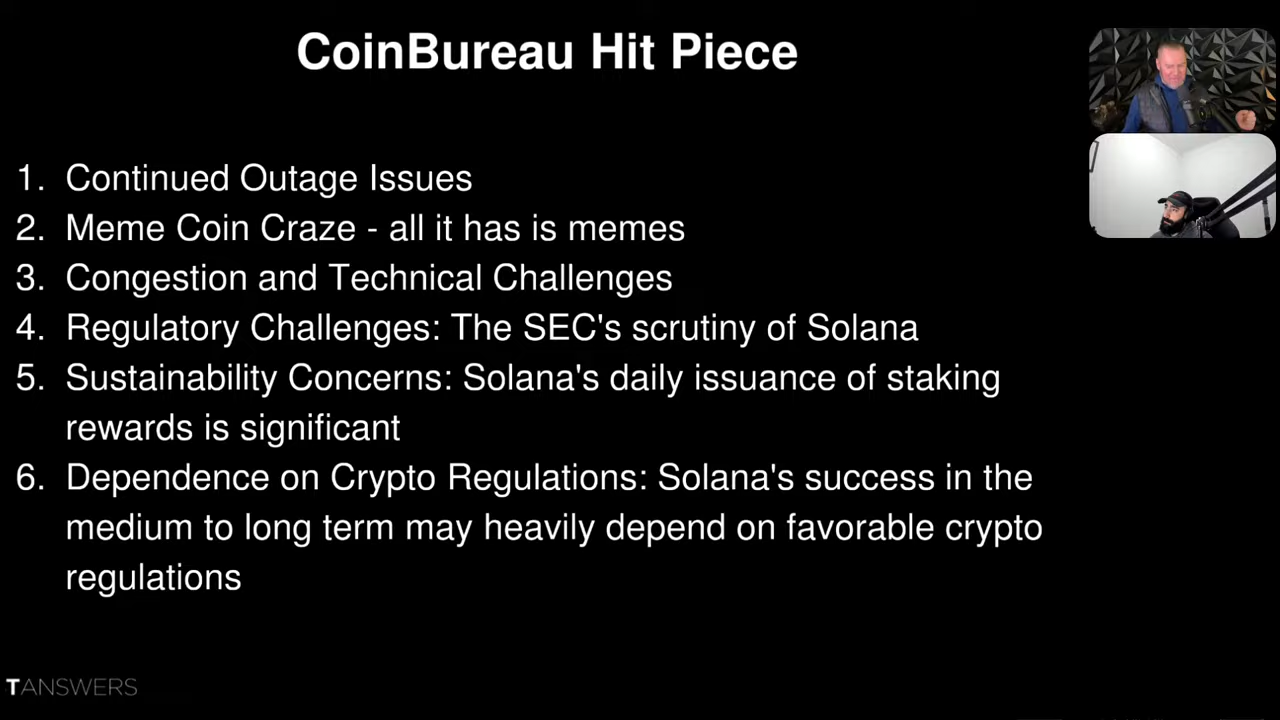 CoinBureau Hit Piece
1. Continued Outage Issues
2. Meme Coin Craze - all it has is memes
3. Congestion and Technical Challenges
4. Regulatory Challenges: The SEC's scrutiny of Solana
5. Sustainability Concerns: Solana's daily issuance of staking
rewards is significant
6. Dependence on Crypto Regulations: Solana's success in the
medium to long term may heavily depend on favorable crypto
regulations
TANSWERS